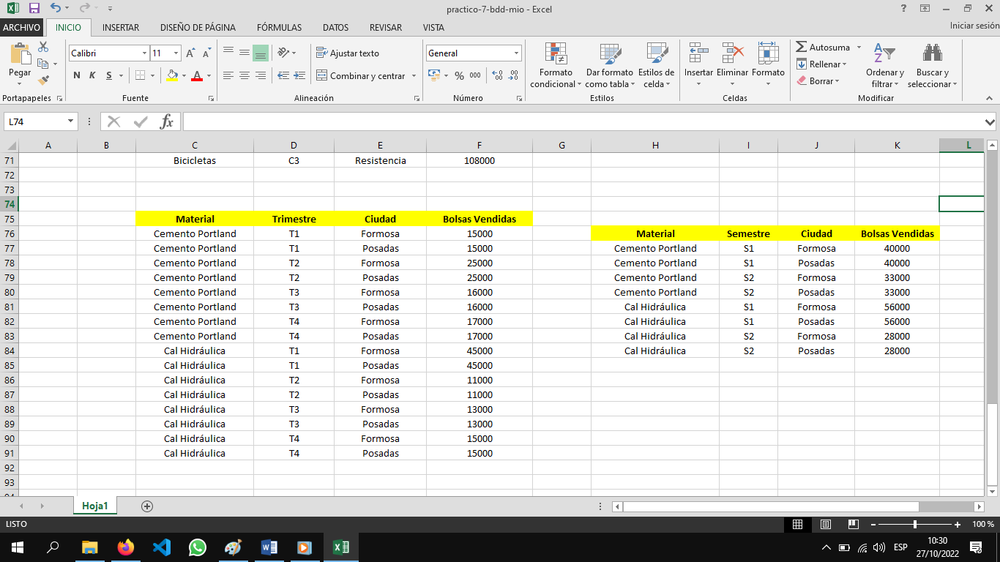 practico-7-bdd-mio - Excel
?
ARCHIVO INICIO INSERTAR DISEÑO DE PÁGINA FÓRMULAS DATOS REVISAR VISTA Iniciar sesión
Pegar
Calibri 11
N K S A A A
Ajustar texto
Combinar y centrar
General
% 000
Formato condicional
Dar formato como tabla
Estilos de celda
Insertar Eliminar Formato
Autosuma
Rellenar
Borrar
Ordenar y filtrar
Buscar y seleccionar
Portapapeles Fuente Alineación Número Estilos Celdas Modificar
L74 fx
A B C D E F G H I J K L
71 Bicicletas C3 Resistencia 108000
72
73
74
75 Material Trimestre Ciudad Bolsas Vendidas
76 Cemento Portland T1 Formosa 15000 Material Semestre Ciudad Bolsas Vendidas
77 Cemento Portland T1 Posadas 15000 Cemento Portland S1 Formosa 40000
78 Cemento Portland T2 Formosa 25000 Cemento Portland S1 Posadas 40000
79 Cemento Portland T2 Posadas 25000 Cemento Portland S2 Formosa 33000
80 Cemento Portland T3 Formosa 16000 Cemento Portland S2 Posadas 33000
81 Cemento Portland T3 Posadas 16000 Cal Hidráulica S1 Formosa 56000
82 Cemento Portland T4 Formosa 17000 Cal Hidráulica S1 Posadas 56000
83 Cemento Portland T4 Posadas 17000 Cal Hidráulica S2 Formosa 28000
84 Cal Hidráulica T1 Formosa 45000 Cal Hidráulica S2 Posadas 28000
85 Cal Hidráulica T1 Posadas 45000
86 Cal Hidráulica T2 Formosa 11000
87 Cal Hidráulica T2 Posadas 11000
88 Cal Hidráulica T3 Formosa 13000
89 Cal Hidráulica T3 Posadas 13000
90 Cal Hidráulica T4 Formosa 15000
91 Cal Hidráulica T4 Posadas 15000
92
93
Hoja1
LISTO 100 %
ESP
10:30
27/10/2022